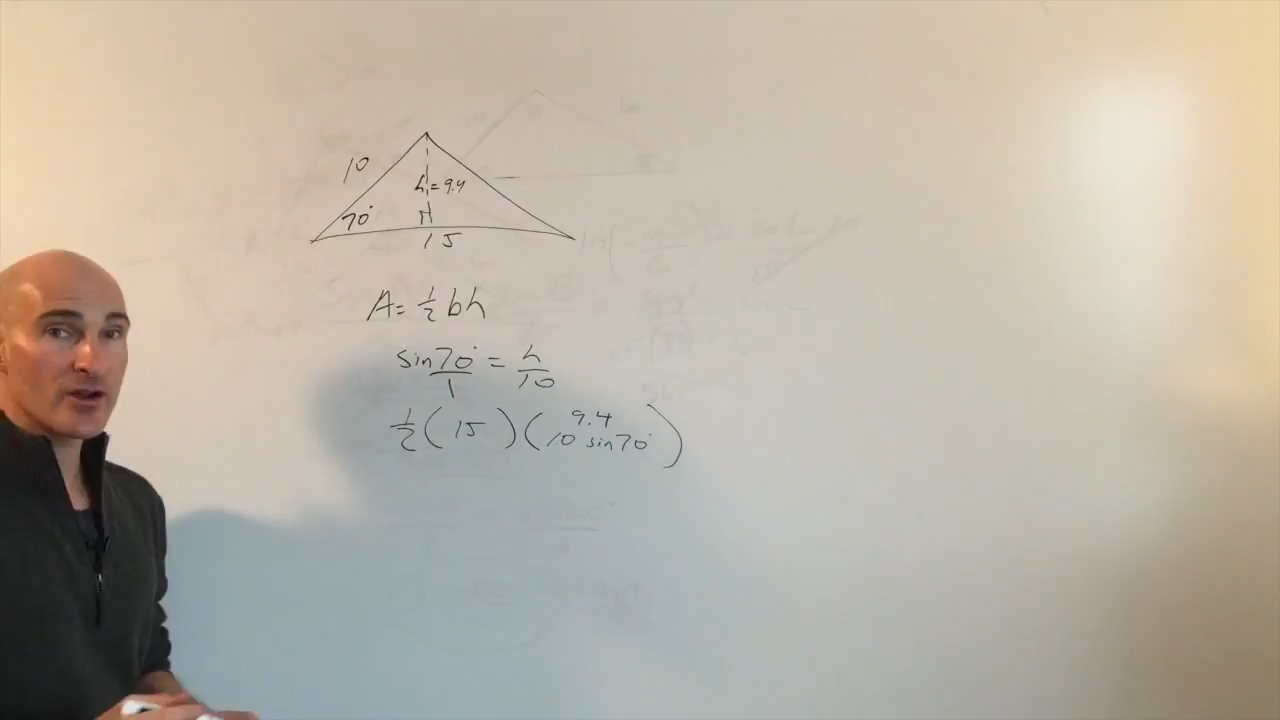 10
h = 9.4
70°
15
A = 1/2 bh
sin70°/1 = h/10
1/2 ( 15 ) ( 9.4
10 sin70° )